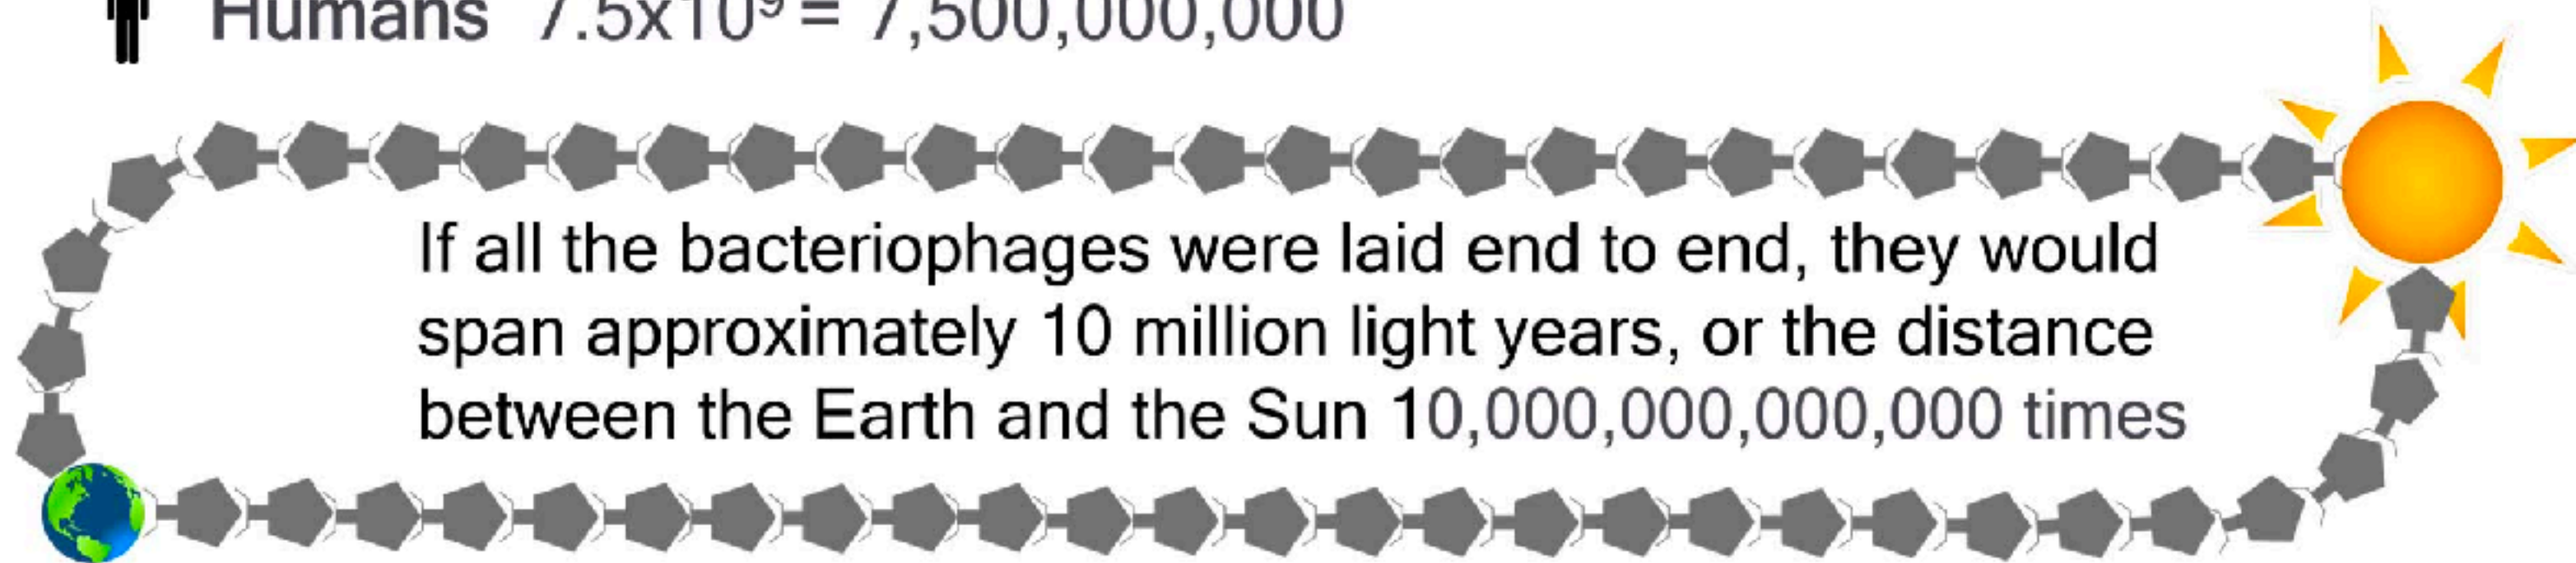 Humans 7.5x10⁹ = 7,500,000,000
If all the bacteriophages were laid end to end, they would
span approximately 10 million light years, or the distance
between the Earth and the Sun 10,000,000,000,000 times